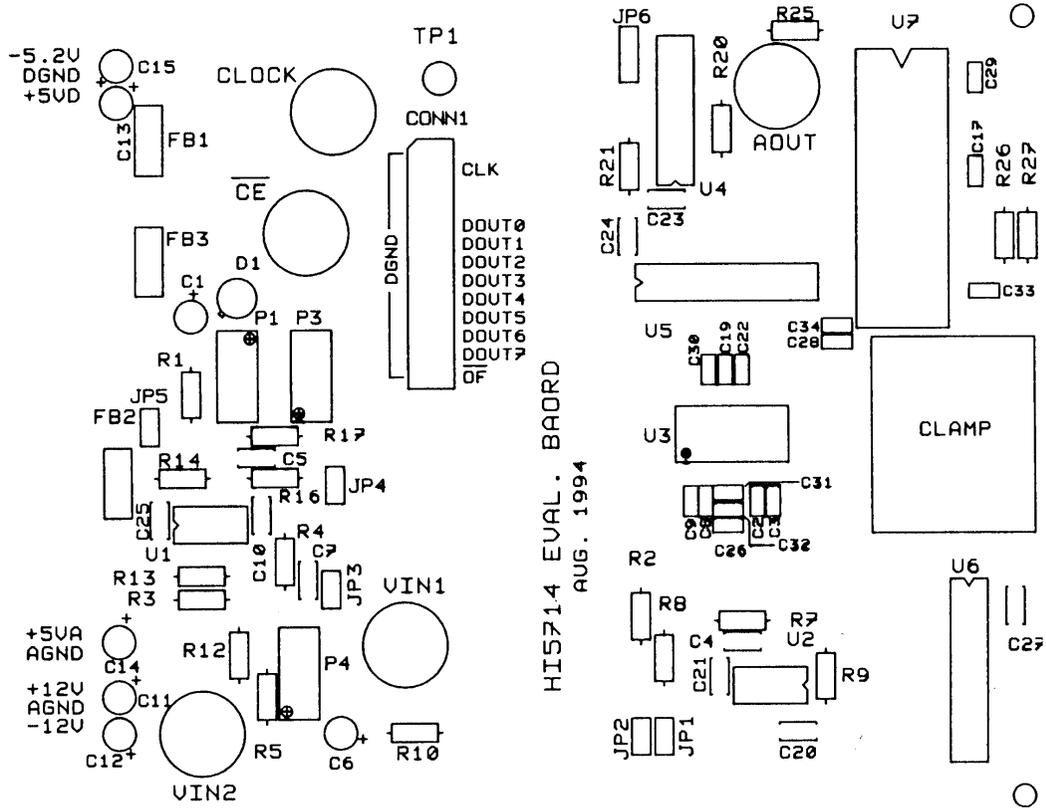 -5.2V
DGND
+5VD
C15
C13
FB1
CLOCK
TP1
CONN1
CLK
CE
DGND
DOUT0
DOUT1
DOUT2
DOUT3
DOUT4
DOUT5
DOUT6
DOUT7
OF
FB3
D1
C1
P1
P3
R1
JP5
FB2
R17
R14
C5
R16
JP4
C25
U1
C10
R4
C7
JP3
R13
R3
VIN1
+5VA
AGND
C14
R12
P4
+12V
AGND
-12V
C11
C12
R5
C6
R10
VIN2
HI5714 EVAL. BAORD
AUG. 1994
JP6
R25
U7
R20
AOUT
C29
C17
R26
R27
R21
U4
C23
C24
C33
U5
C34
C28
C30
C19
C22
U3
CLAMP
C31
C9
C8
C2
C3
C26
C32
R2
U6
R8
R7
C4
U2
C21
R9
C27
JP2
JP1
C20